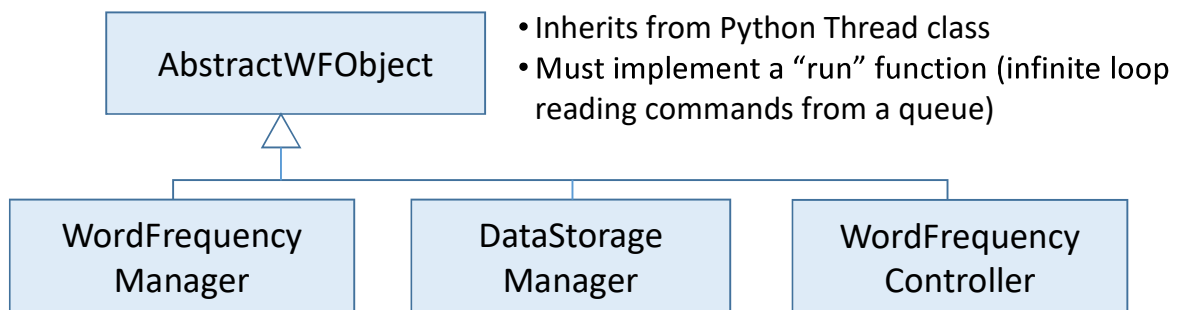 AbstractWFObject
• Inherits from Python Thread class
• Must implement a “run” function (infinite loop
reading commands from a queue)
WordFrequency
Manager
DataStorage
Manager
WordFrequency
Controller